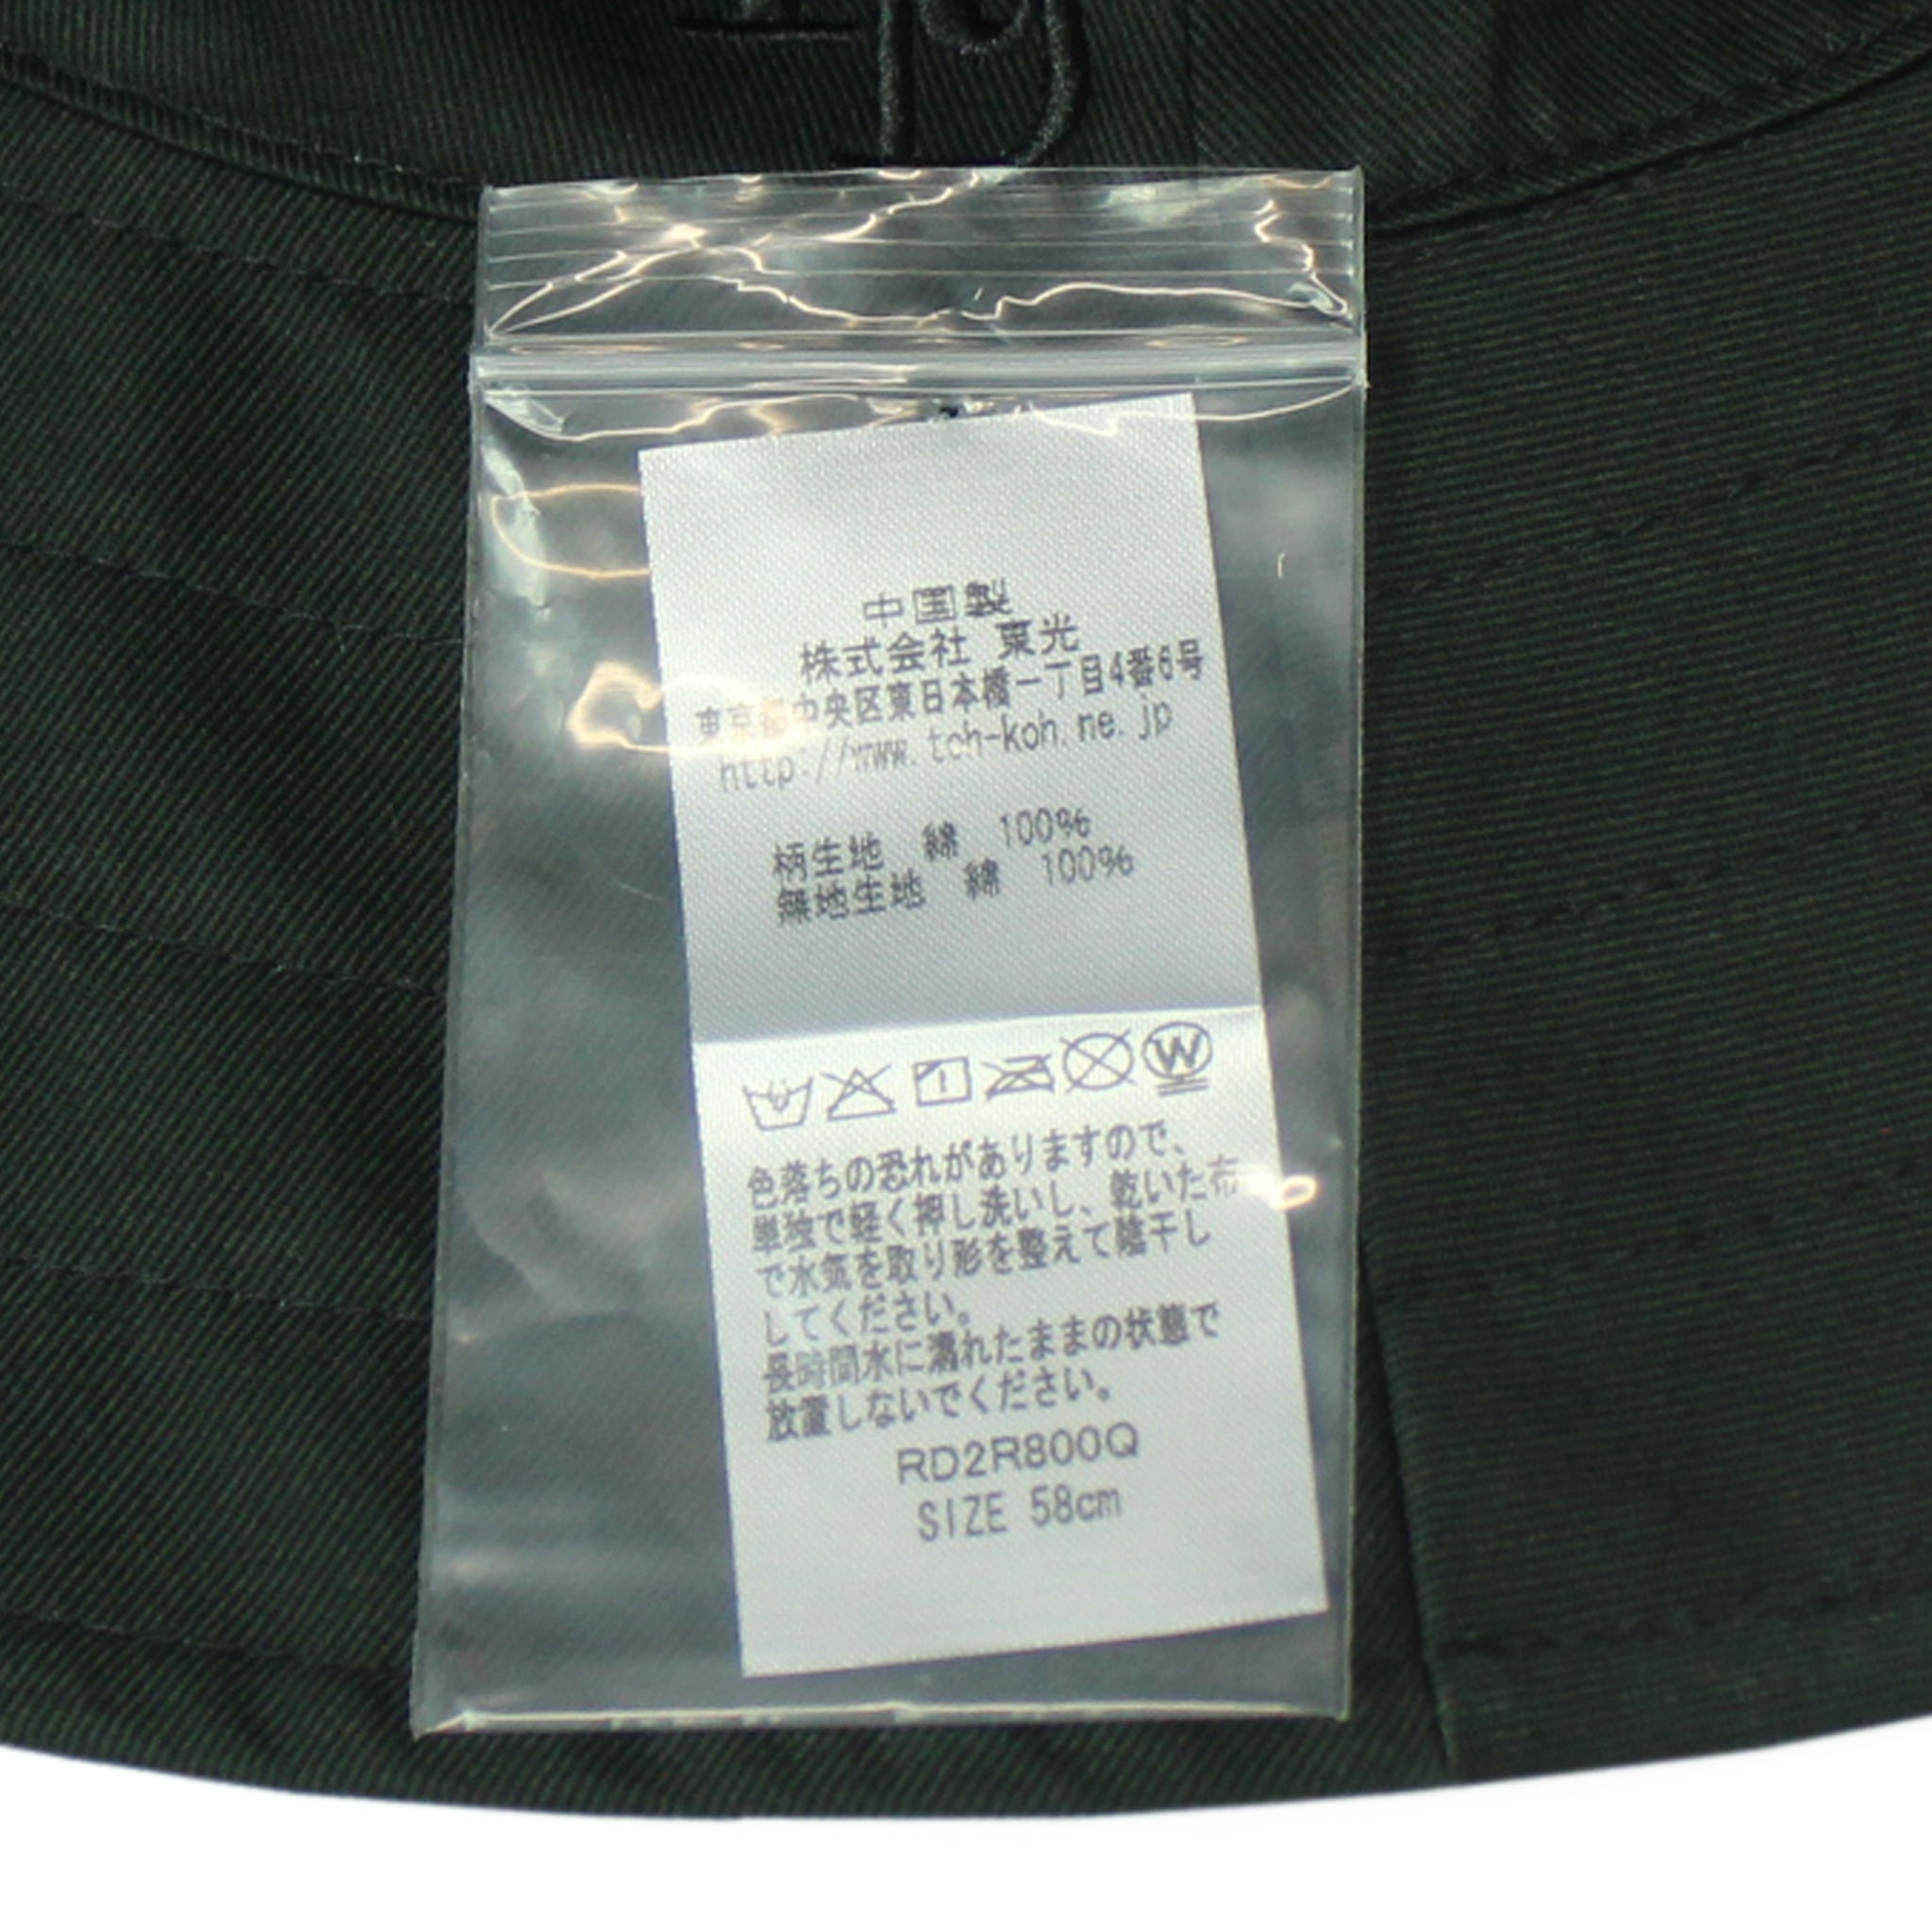 中国製
株式会社 東光
東京都中央区東日本橋一丁目4番6号
http://www.toh-koh.ne.jp
柄生地 綿 100%
無地生地 綿 100%
W
色落ちの恐れがありますので、
単独で軽く押し洗いし、乾いた布
で水気を取り形を整えて陰干し
してください。
長時間水に濡れたままの状態で
放置しないでください。
RD2R800Q
SIZE 58cm